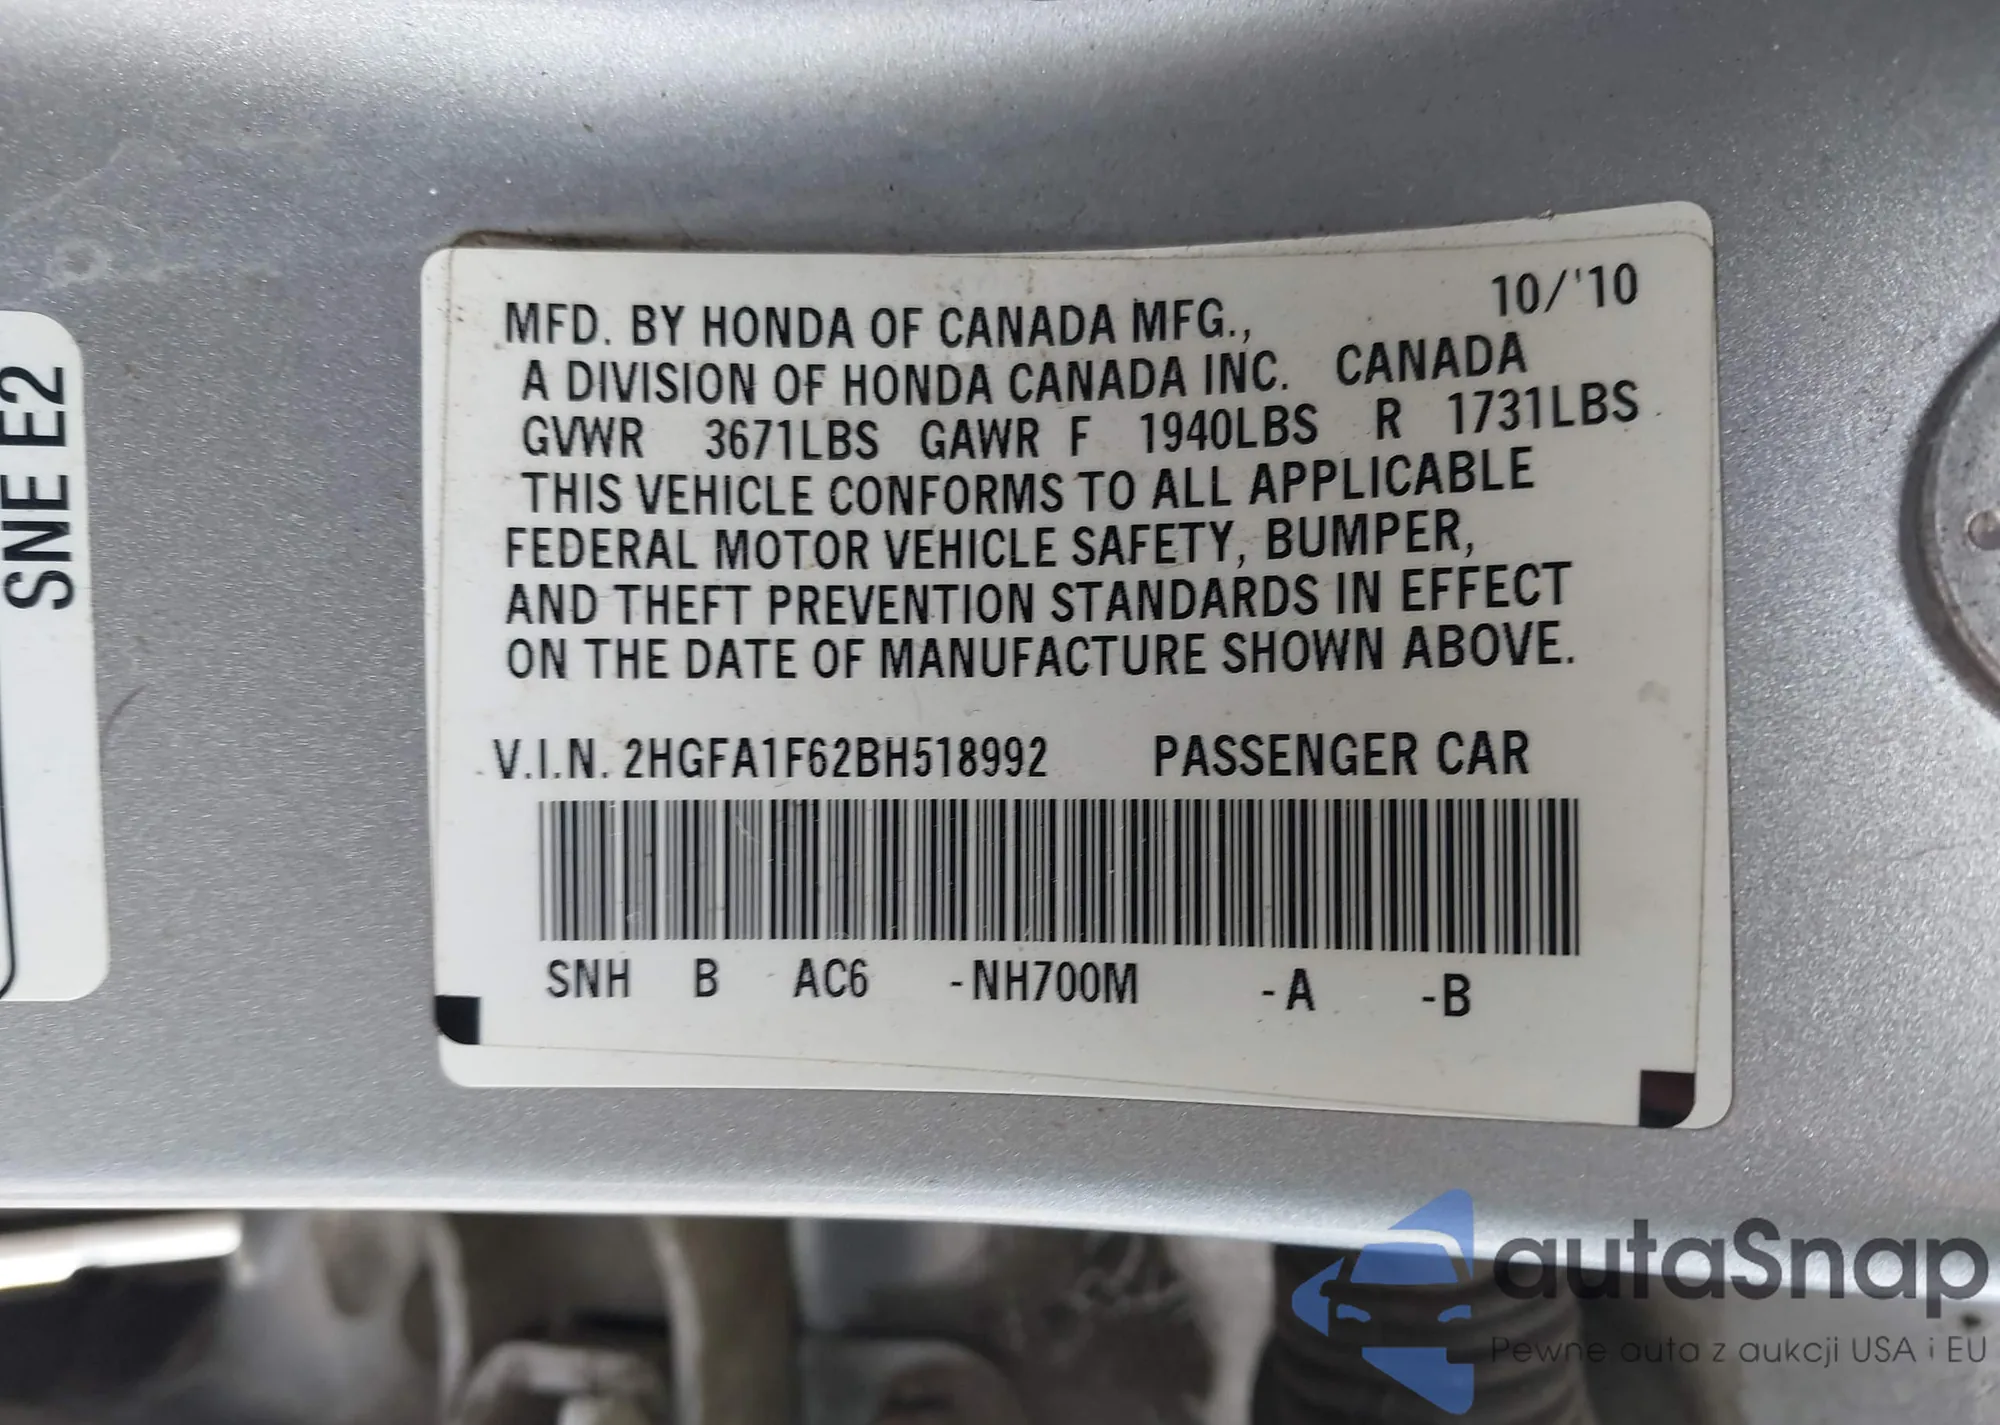 10/'10
MFD. BY HONDA OF CANADA MFG.,
A DIVISION OF HONDA CANADA INC. CANADA
GVWR 3671LBS GAWR F 1940LBS R 1731LBS
THIS VEHICLE CONFORMS TO ALL APPLICABLE
FEDERAL MOTOR VEHICLE SAFETY, BUMPER,
AND THEFT PREVENTION STANDARDS IN EFFECT
ON THE DATE OF MANUFACTURE SHOWN ABOVE.
V.I.N. 2HGFA1F62BH518992 PASSENGER CAR
SNH B AC6 -NH700M -A -B
SNE E2
autaSnap
Pewne auta z aukcji USA i EU